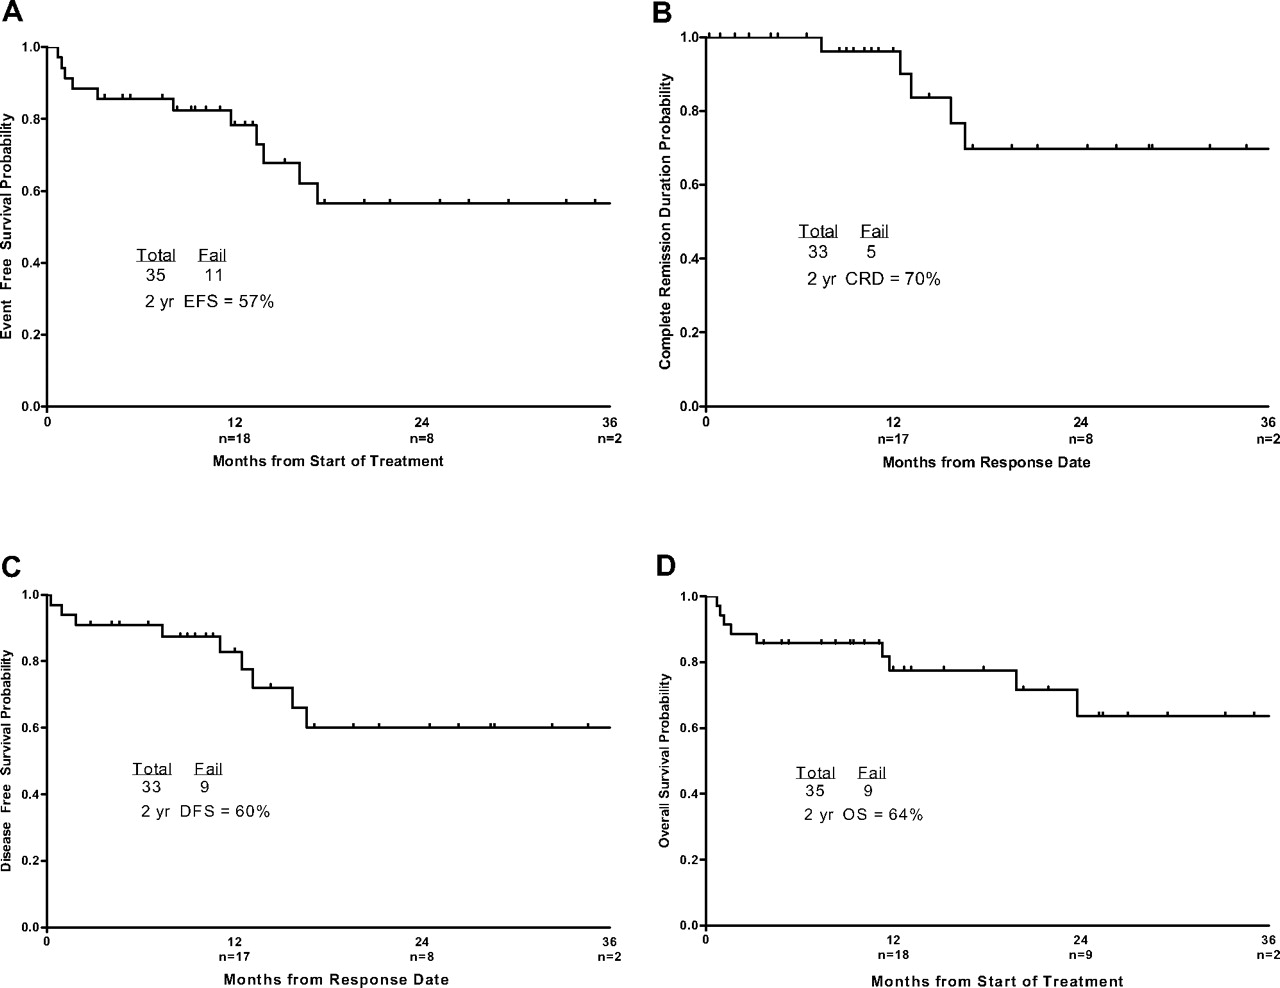 A
1.0
0.8
0.6
0.4
0.2
0.0
Event Free Survival Probability
Total Fail
35 11
2 yr EFS = 57%
0 12 24 36
n=18 n=8 n=2
Months from Start of Treatment
B
1.0
0.8
0.6
0.4
0.2
0.0
Complete Remission Duration Probability
Total Fail
33 5
2 yr CRD = 70%
0 12 24 36
n=17 n=8 n=2
Months from Response Date
C
1.0
0.8
0.6
0.4
0.2
0.0
Disease Free Survival Probability
Total Fail
33 9
2 yr DFS = 60%
0 12 24 36
n=17 n=8 n=2
Months from Response Date
D
1.0
0.8
0.6
0.4
0.2
0.0
Overall Survival Probability
Total Fail
35 9
2 yr OS = 64%
0 12 24 36
n=18 n=9 n=2
Months from Start of Treatment